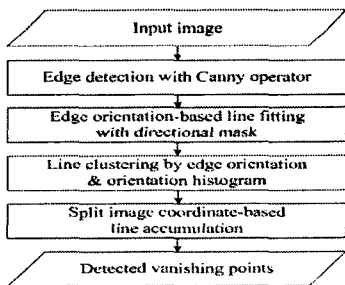 Input image
Edge detection with Canny operator
Edge orientation-based line fitting
with directional mask
Line clustering by edge orientation
& orientation histogram
Split image coordinate-based
line accumulation
Detected vanishing points